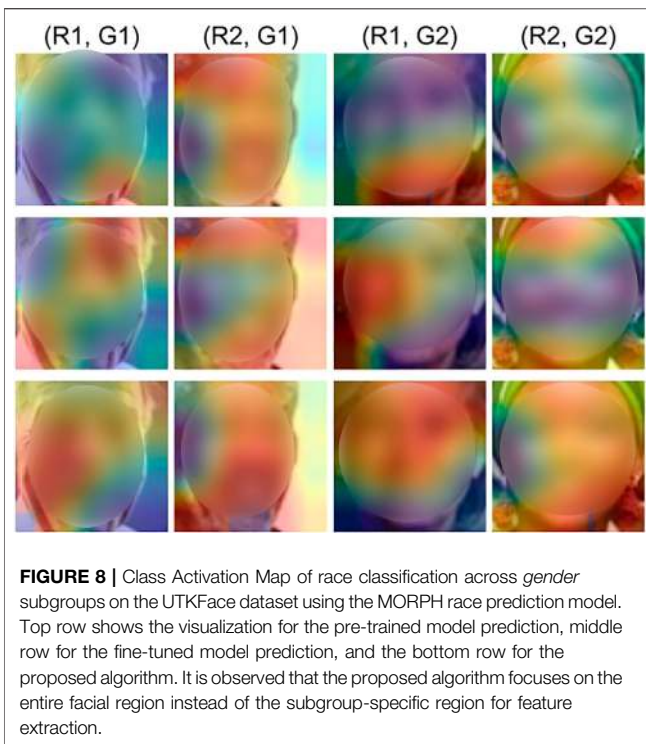 (R1, G1) (R2, G1) (R1, G2) (R2, G2)
FIGURE 8 | Class Activation Map of race classification across gender
subgroups on the UTKFace dataset using the MORPH race prediction model.
Top row shows the visualization for the pre-trained model prediction, middle
row for the fine-tuned model prediction, and the bottom row for the
proposed algorithm. It is observed that the proposed algorithm focuses on the
entire facial region instead of the subgroup-specific region for feature
extraction.